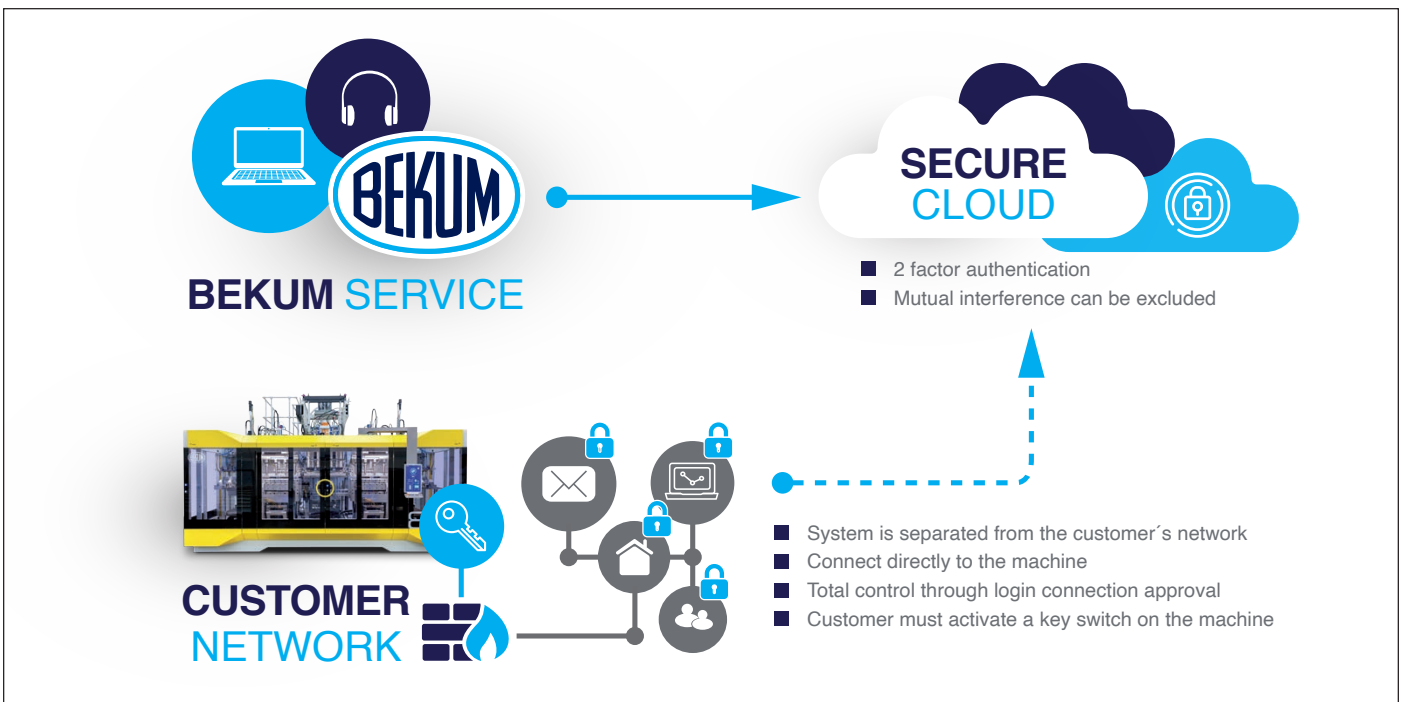 BEKUM
BEKUM SERVICE
SECURE
CLOUD
2 factor authentication
Mutual interference can be excluded
CUSTOMER
NETWORK
System is separated from the customer´s network
Connect directly to the machine
Total control through login connection approval
Customer must activate a key switch on the machine